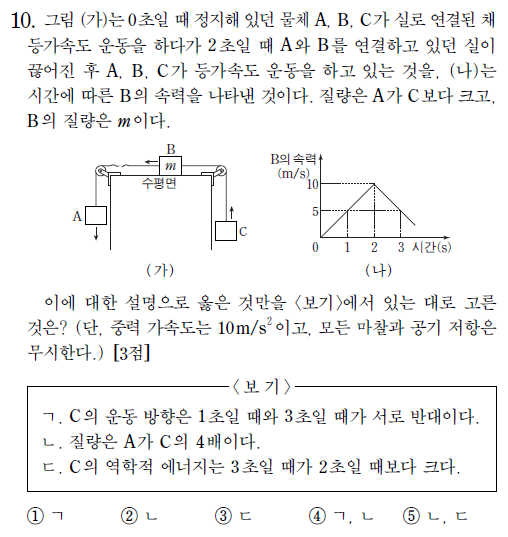 10. 그림 (가)는 0초일 때 정지해 있던 물체 A, B, C가 실로 연결된 채
등가속도 운동을 하다가 2초일 때 A와 B를 연결하고 있던 실이
끊어진 후 A, B, C가 등가속도 운동을 하고 있는 것을, (나)는
시간에 따른 B의 속력을 나타낸 것이다. 질량은 A가 C보다 크고,
B의 질량은 m이다.
B
m
수평면
A
C
(가)
B의 속력
(m/s)
10
5
0 1 2 3 시간(s)
(나)
이에 대한 설명으로 옳은 것만을 <보기>에서 있는 대로 고른
것은? (단, 중력 가속도는 10m/s²이고, 모든 마찰과 공기 저항은
무시한다.) [3점]
<보 기>
ㄱ. C의 운동 방향은 1초일 때와 3초일 때가 서로 반대이다.
ㄴ. 질량은 A가 C의 4배이다.
ㄷ. C의 역학적 에너지는 3초일 때가 2초일 때보다 크다.
① ㄱ ② ㄴ ③ ㄷ ④ ㄱ, ㄴ ⑤ ㄴ, ㄷ